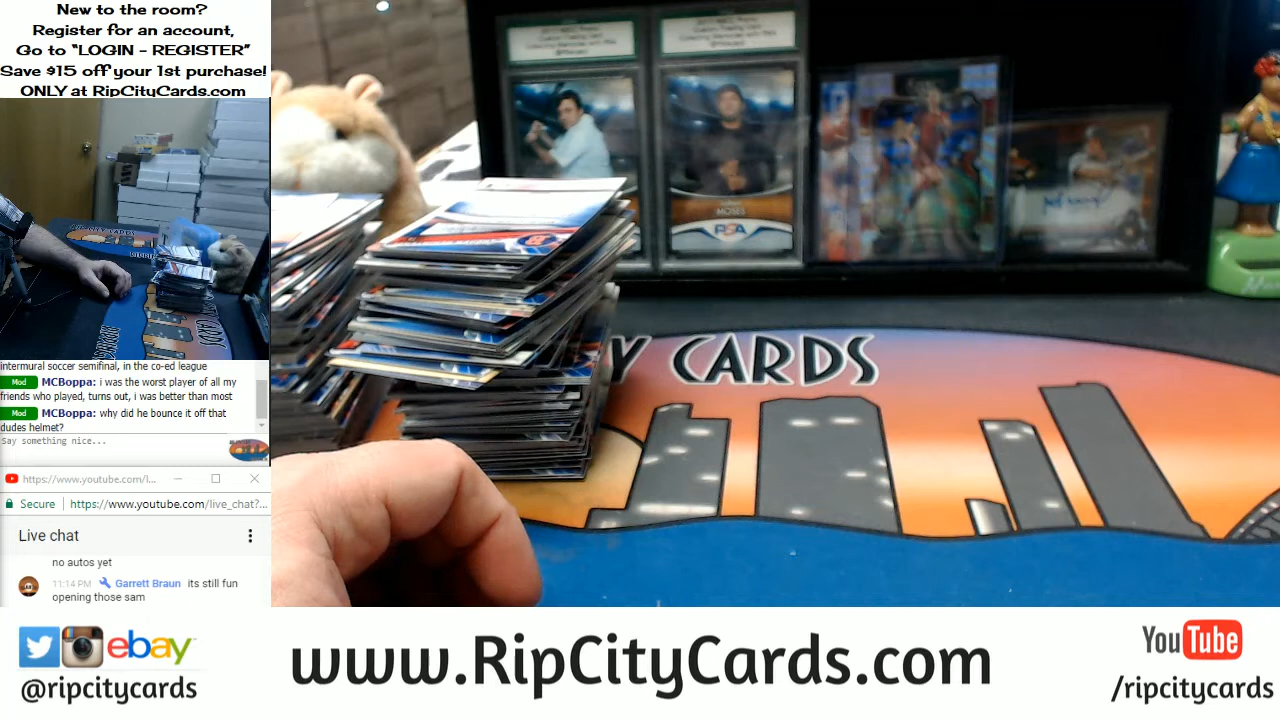 New to the room?
Register for an account,
Go to "LOGIN - REGISTER"
Save $15 off your 1st purchase!
ONLY at RipCityCards.com
intermural soccer semifinal, in the co-ed league
Mod MCBoppa: i was the worst player of all my
friends who played, turns out, i was better than most
Mod MCBoppa: why did he bounce it off that
dudes helmet?
Say something nice...
https://www.youtube.com/l...
Secure https://www.youtube.com/live_chat?...
Live chat
no autos yet
11:14 PM Garrett Braun its still fun
opening those sam
MOSES
PSA
Y CARDS
ebay
@ripcitycards
www.RipCityCards.com
YouTube
/ripcitycards